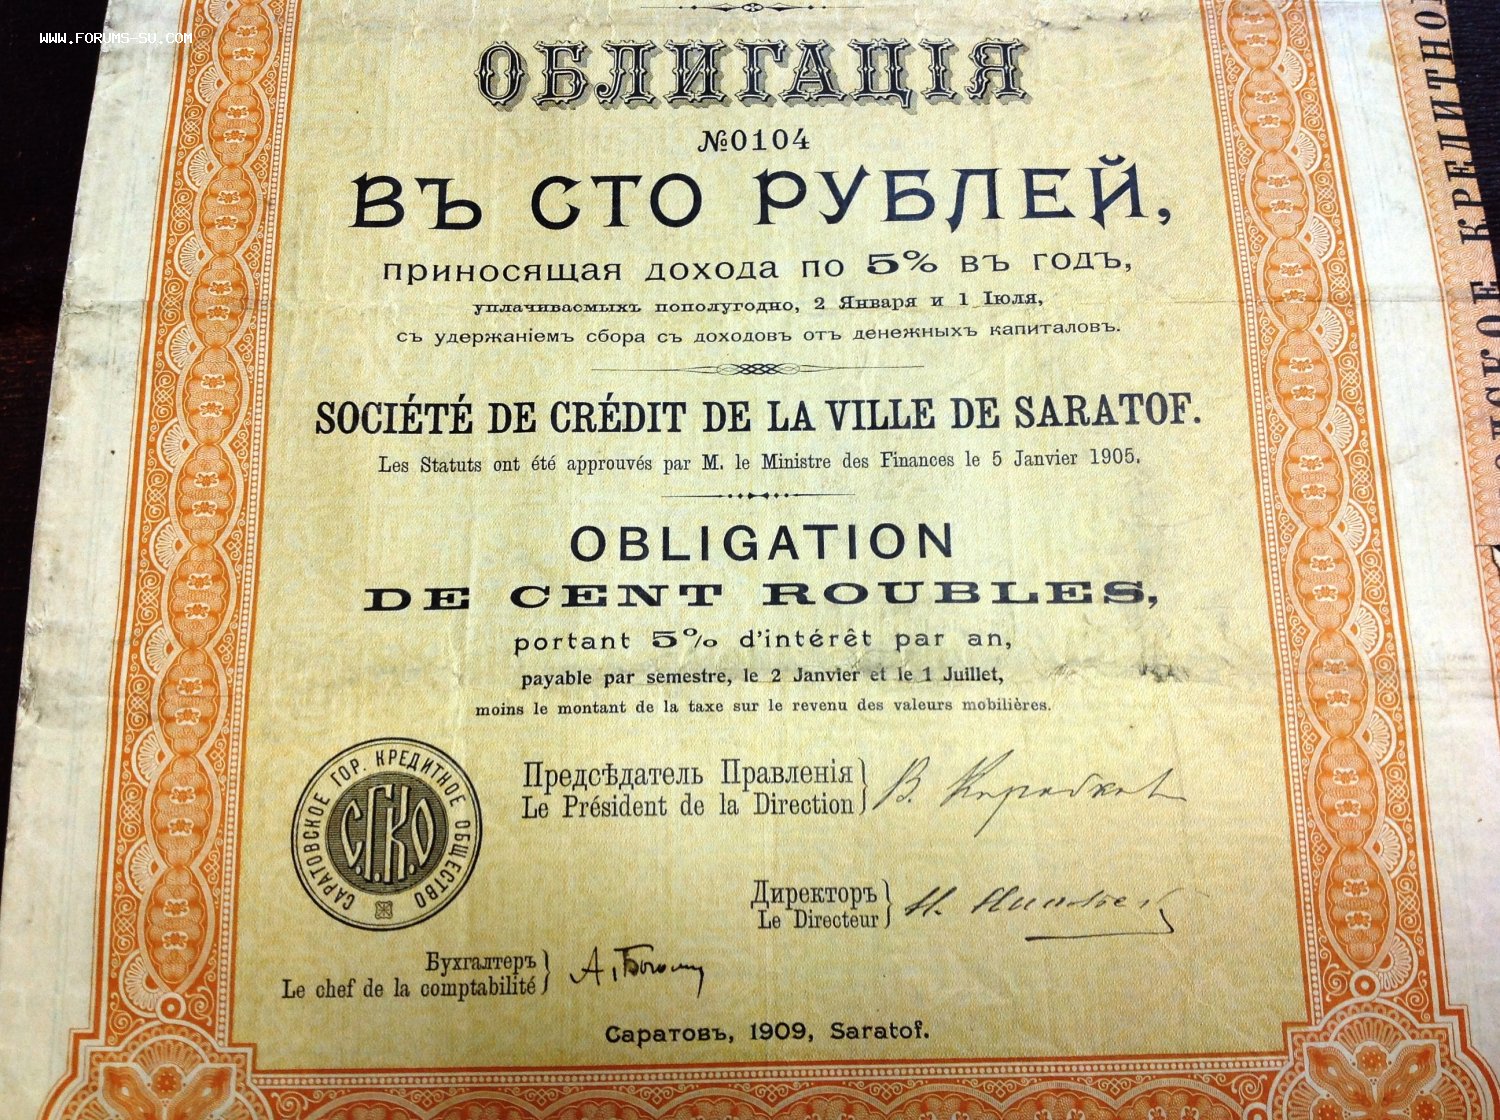 WWW.FORUMS-SU.COM
ОБЛИГАЦІЯ
№0104
ВЪ СТО РУБЛЕЙ,
приносящая дохода по 5% въ годъ,
уплачиваемыхъ пополугодно, 2 Января и 1 Іюля,
съ удержаніемъ сбора съ доходовъ отъ денежныхъ капиталовъ.
SOCIÉTÉ DE CRÉDIT DE LA VILLE DE SARATOF.
Les Statuts ont été approuvés par M. le Ministre des Finances le 5 Janvier 1905.
OBLIGATION
DE CENT ROUBLES,
portant 5% d'intérêt par an,
payable par semestre, le 2 Janvier et le 1 Juillet,
moins le montant de la taxe sur le revenu des valeurs mobilières.
САРАТОВСКОЕ ГОР. КРЕДИТНОЕ ОБЩЕСТВО
С.Г.К.О
Предсѣдатель Правленія
Le Président de la Direction
Директоръ
Le Directeur
Бухгалтеръ
Le chef de la comptabilité
Саратовъ, 1909, Saratof.